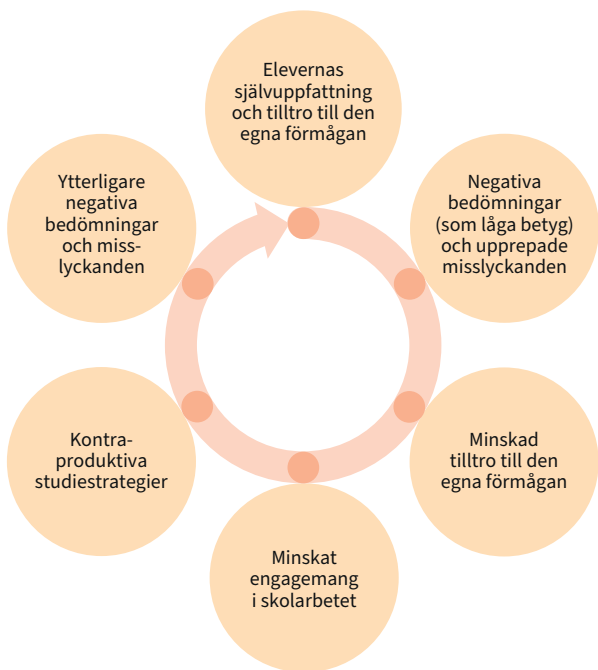 Elevernas
självuppfattning
och tilltro till den
egna förmågan
Negativa
bedömningar
(som låga betyg)
och upprepade
misslyckanden
Minskad
tilltro till den
egna förmågan
Minskat
engagemang
i skolarbetet
Kontra-
produktiva
studiestrategier
Ytterligare
negativa
bedömningar
och miss-
lyckanden